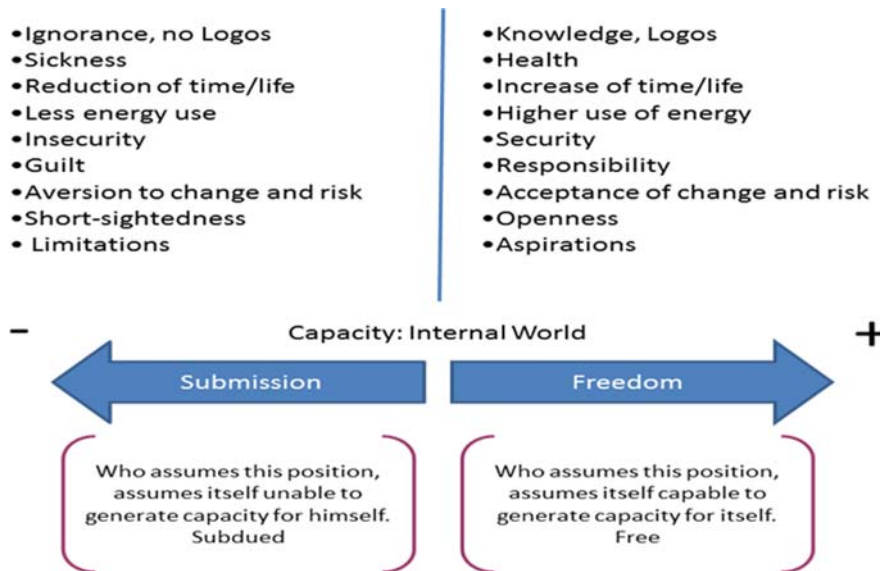 •Ignorance, no Logos
•Sickness
•Reduction of time/life
•Less energy use
•Insecurity
•Guilt
•Aversion to change and risk
•Short-sightedness
• Limitations
•Knowledge, Logos
•Health
•Increase of time/life
•Higher use of energy
•Security
•Responsibility
•Acceptance of change and risk
•Openness
•Aspirations
-
Capacity: Internal World
+
Submission
Freedom
Who assumes this position,
assumes itself unable to
generate capacity for himself.
Subdued
Who assumes this position,
assumes itself capable to
generate capacity for itself.
Free